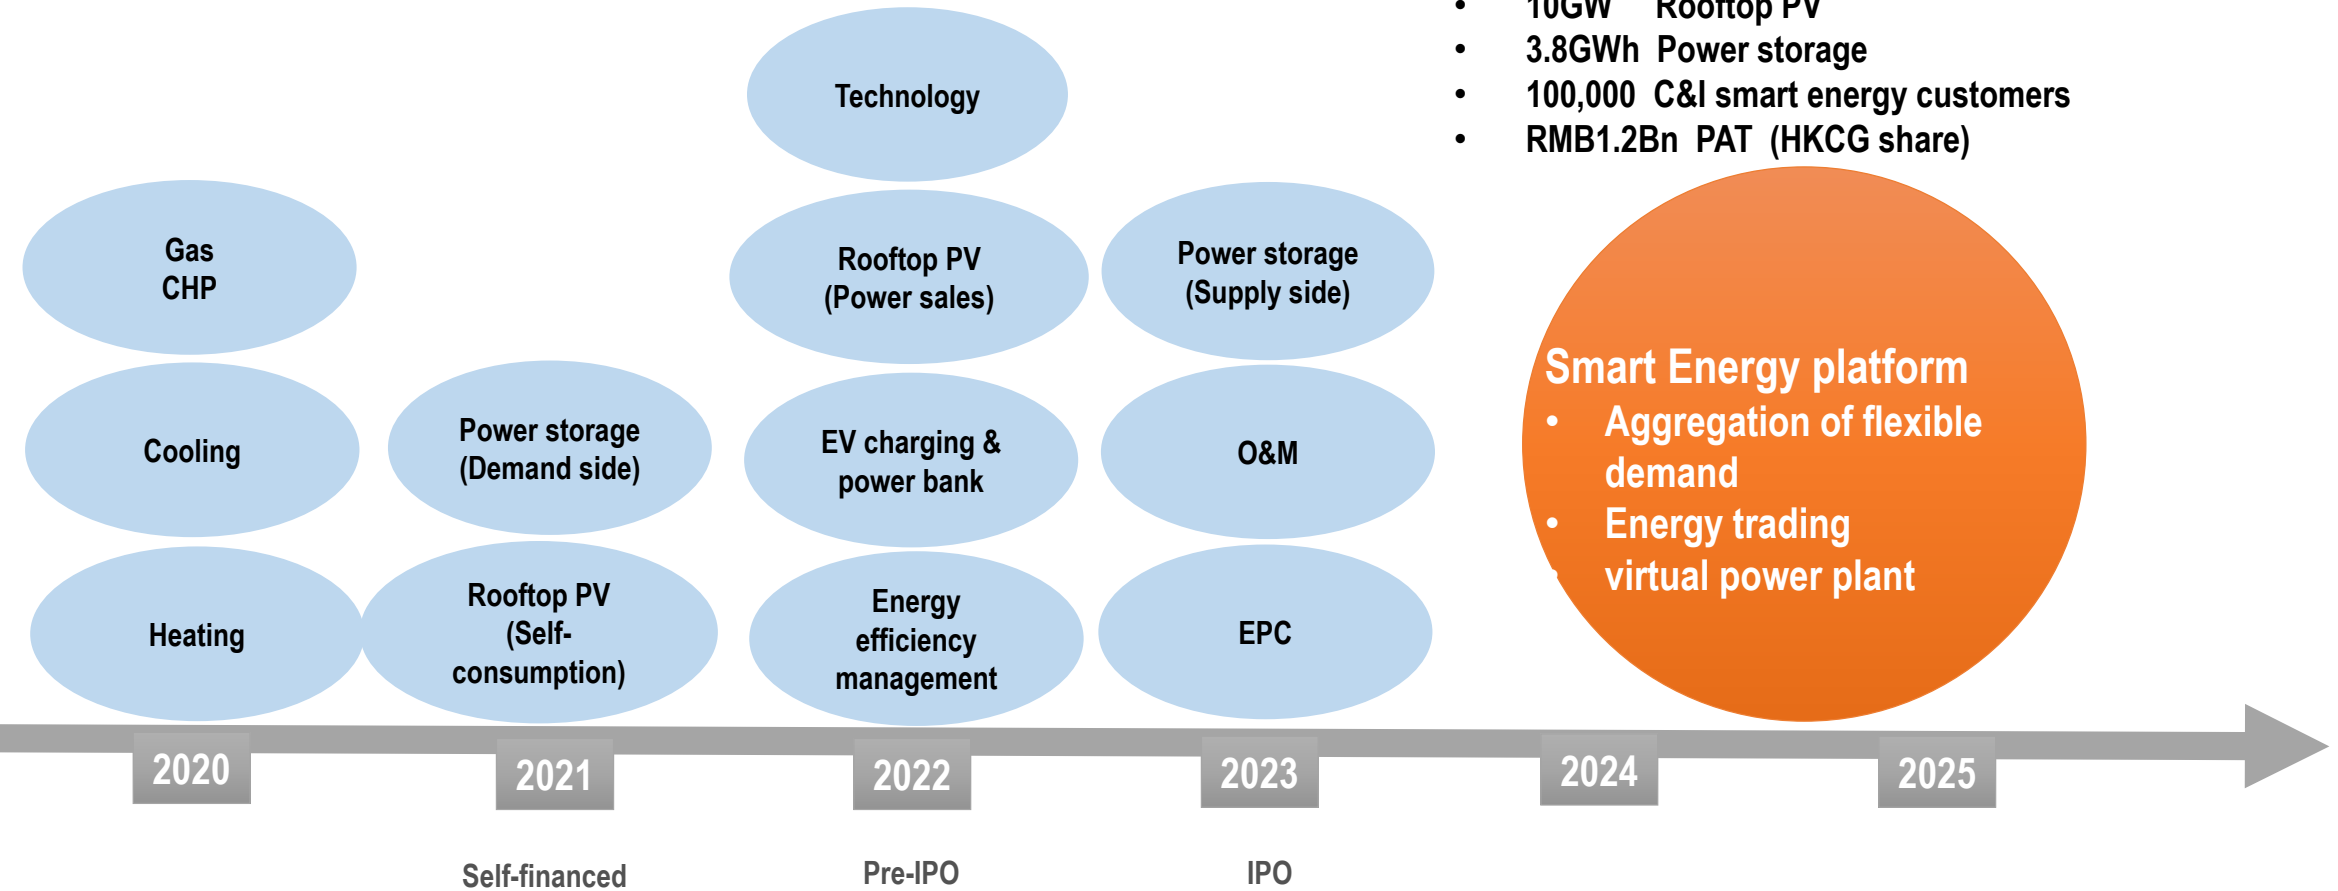 • 10GW Rooftop PV
• 3.8GWh Power storage
• 100,000 C&I smart energy customers
• RMB1.2Bn PAT (HKCG share)
Technology
Gas
CHP
Rooftop PV
(Power sales)
Power storage
(Supply side)
Cooling
Power storage
(Demand side)
EV charging &
power bank
O&M
Heating
Rooftop PV
(Self-
consumption)
Energy
efficiency
management
EPC
Smart Energy platform
• Aggregation of flexible
demand
• Energy trading
• virtual power plant
2020
2021
2022
2023
2024
2025
Self-financed
Pre-IPO
IPO